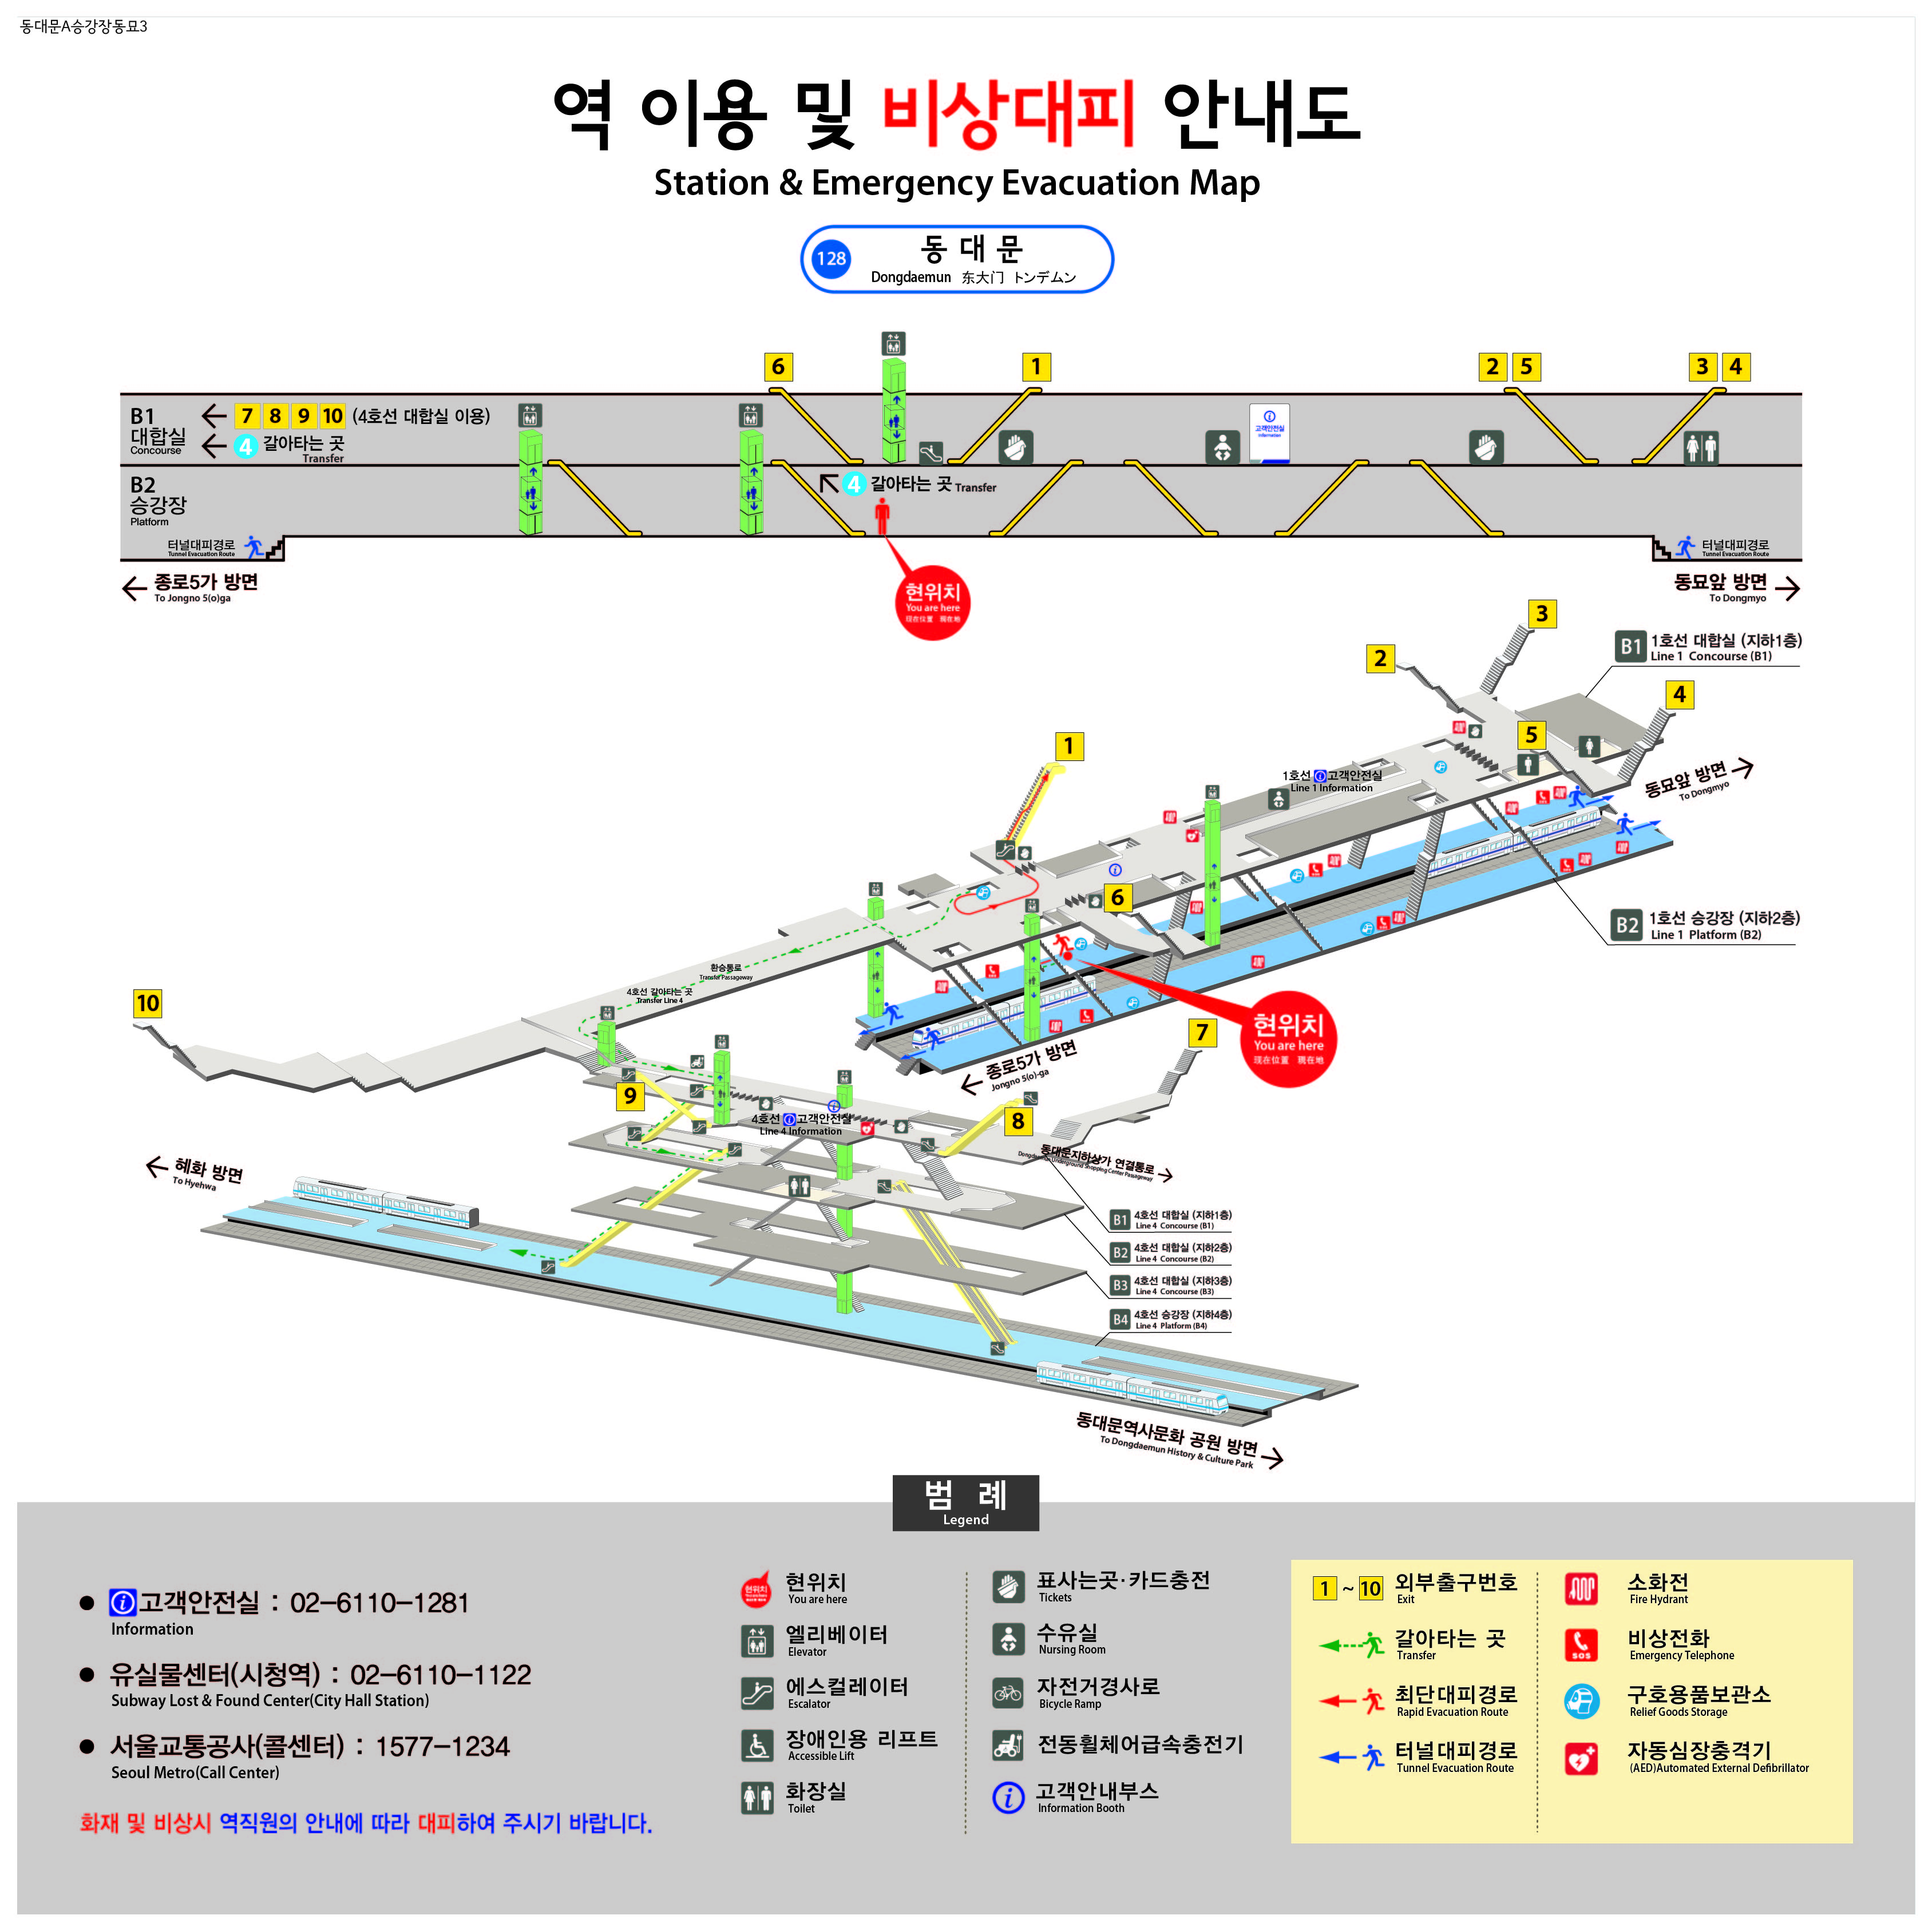 동대문A승강장동묘3
역 이용 및 비상대피 안내도
Station & Emergency Evacuation Map
128
동 대 문
Dongdaemun 东大门 トンデムン
6
1
2 5
3 4
B1
대합실
Concourse
7 8 9 10 (4호선 대합실 이용)
4 갈아타는 곳
Transfer
고객안전실
Information
B2
승강장
Platform
4 갈아타는 곳 Transfer
터널대피경로
Tunnel Evacuation Route
터널대피경로
Tunnel Evacuation Route
종로5가 방면
To Jongno 5(o)ga
현위치
You are here
现在位置 現在地
동묘앞 방면
To Dongmyo
3
2
B1 1호선 대합실 (지하1층)
Line 1 Concourse (B1)
4
1
5
1호선 고객안전실
Line 1 Information
동묘앞 방면
To Dongmyo
6
B2 1호선 승강장 (지하2층)
Line 1 Platform (B2)
환승통로
Transfer Passageway
4호선 갈아타는 곳
Transfer Line 4
10
현위치
You are here
现在位置 現在地
7
종로5가 방면
Jongno 5(o)-ga
9
8
4호선 고객안전실
Line 4 Information
동대문지하상가 연결통로
Underground Shopping Center Passageway
혜화 방면
To Hyehwa
B1 4호선 대합실 (지하1층)
Line 4 Concourse (B1)
B2 4호선 대합실 (지하2층)
Line 4 Concourse (B2)
B3 4호선 대합실 (지하3층)
Line 4 Concourse (B3)
B4 4호선 승강장 (지하4층)
Line 4 Platform (B4)
동대문역사문화 공원 방면
To Dongdaemun History & Culture Park
범 례
Legend
● 고객안전실 : 02-6110-1281
Information
● 유실물센터(시청역) : 02-6110-1122
Subway Lost & Found Center(City Hall Station)
● 서울교통공사(콜센터) : 1577-1234
Seoul Metro(Call Center)
화재 및 비상시 역직원의 안내에 따라 대피하여 주시기 바랍니다.
현위치
현위치
You are here
엘리베이터
Elevator
에스컬레이터
Escalator
장애인용 리프트
Accessible Lift
화장실
Toilet
표사는곳·카드충전
Tickets
수유실
Nursing Room
자전거경사로
Bicycle Ramp
전동휠체어급속충전기
고객안내부스
Information Booth
1 ~ 10 외부출구번호
Exit
갈아타는 곳
Transfer
최단대피경로
Rapid Evacuation Route
터널대피경로
Tunnel Evacuation Route
소화전
Fire Hydrant
SOS
비상전화
Emergency Telephone
구호용품보관소
Relief Goods Storage
자동심장충격기
(AED)Automated External Defibrillator